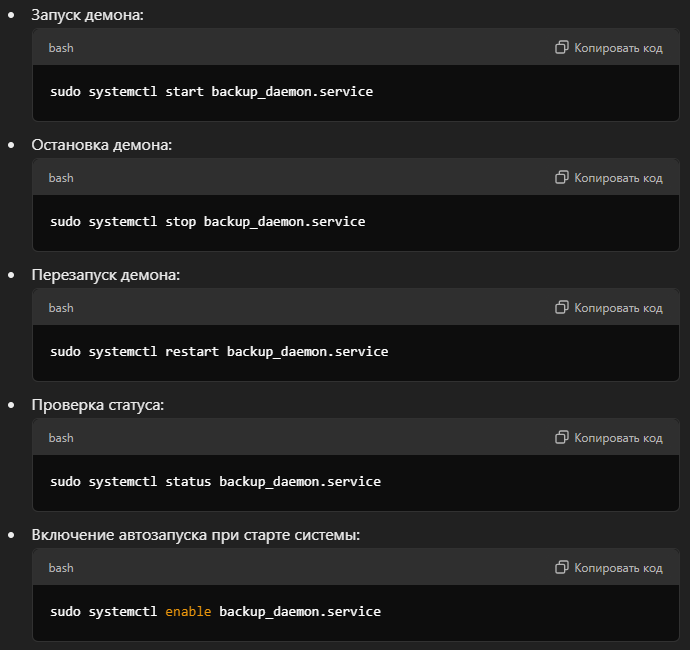 Запуск демона:
bash Копировать код
sudo systemctl start backup_daemon.service
Остановка демона:
bash Копировать код
sudo systemctl stop backup_daemon.service
Перезапуск демона:
bash Копировать код
sudo systemctl restart backup_daemon.service
Проверка статуса:
bash Копировать код
sudo systemctl status backup_daemon.service
Включение автозапуска при старте системы:
bash Копировать код
sudo systemctl enable backup_daemon.service